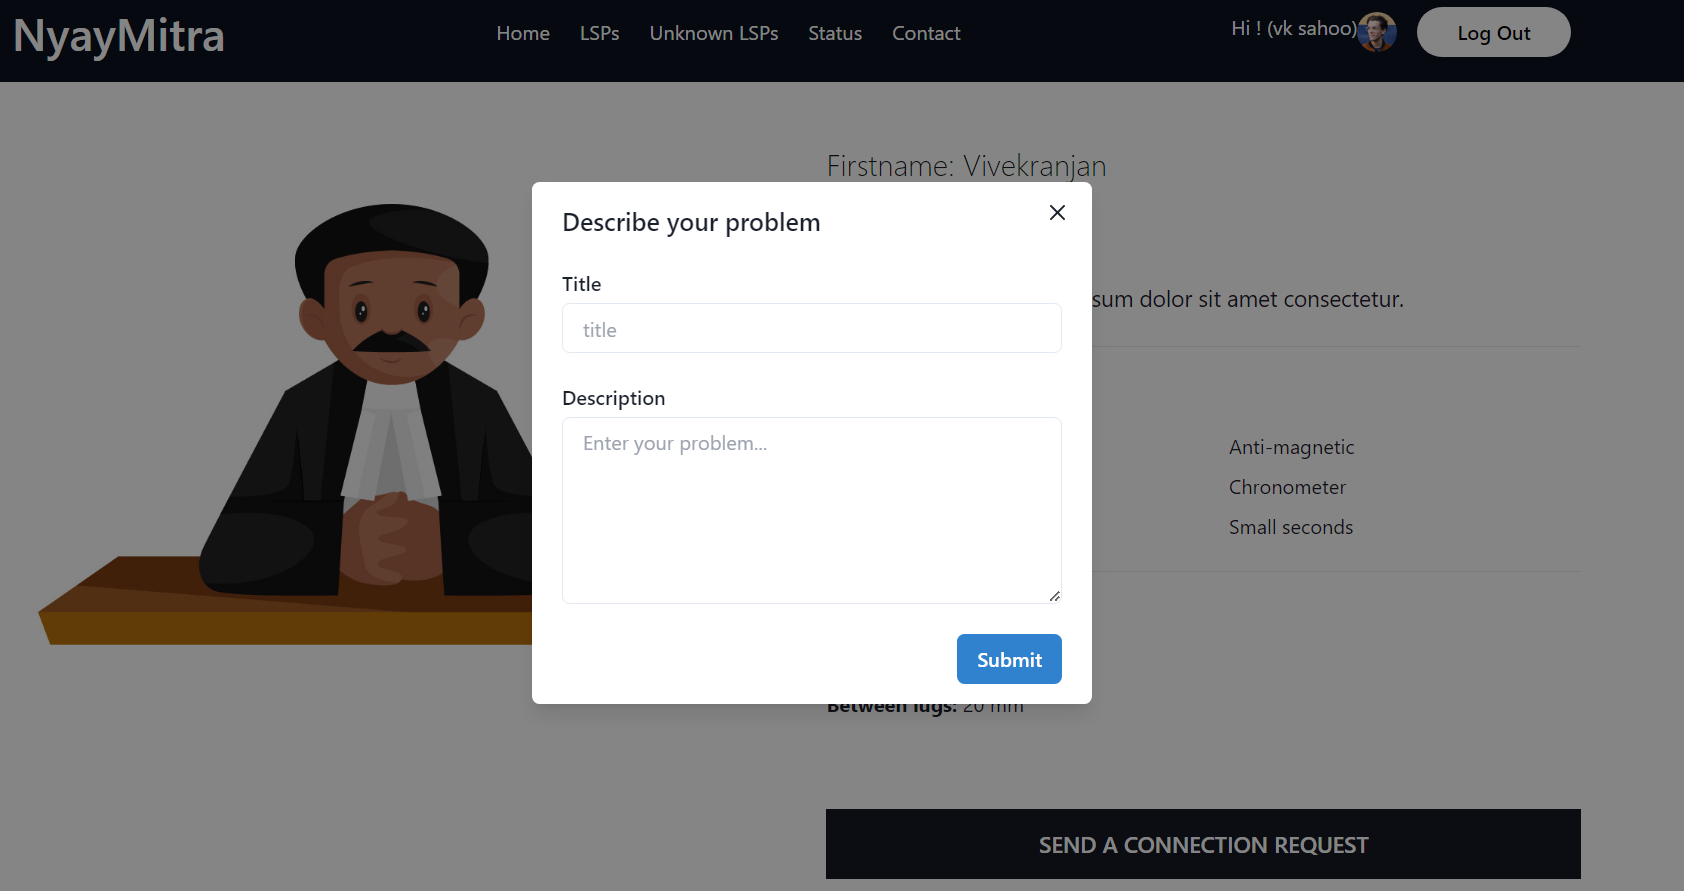 NyayMitra
Home LSPs Unknown LSPs Status Contact
Hi ! (vk sahoo)
Log Out
Firstname: Vivekranjan
Describe your problem
Title
title
sum dolor sit amet consectetur.
Description
Enter your problem...
Anti-magnetic
Chronometer
Small seconds
Submit
Between lugs: 20 mm
SEND A CONNECTION REQUEST